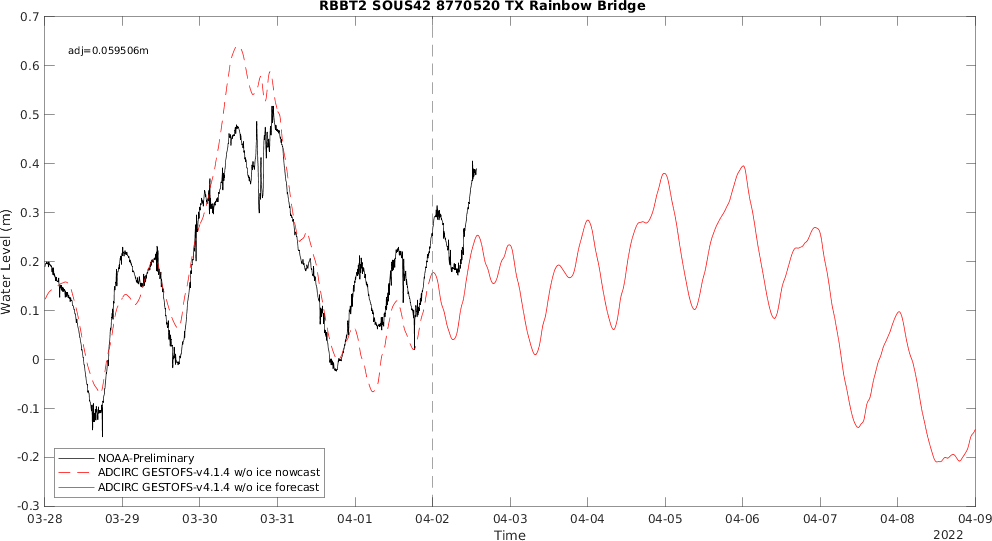 RBBT2 SOUS42 8770520 TX Rainbow Bridge
adj=0.059506m
Water Level (m)
0.7
0.6
0.5
0.4
0.3
0.2
0.1
0
-0.1
-0.2
-0.3
NOAA-Preliminary
ADCIRC GESTOFS-v4.1.4 w/o ice nowcast
ADCIRC GESTOFS-v4.1.4 w/o ice forecast
03-28 03-29 03-30 03-31 04-01 04-02 04-03 04-04 04-05 04-06 04-07 04-08 04-09
Time
2022